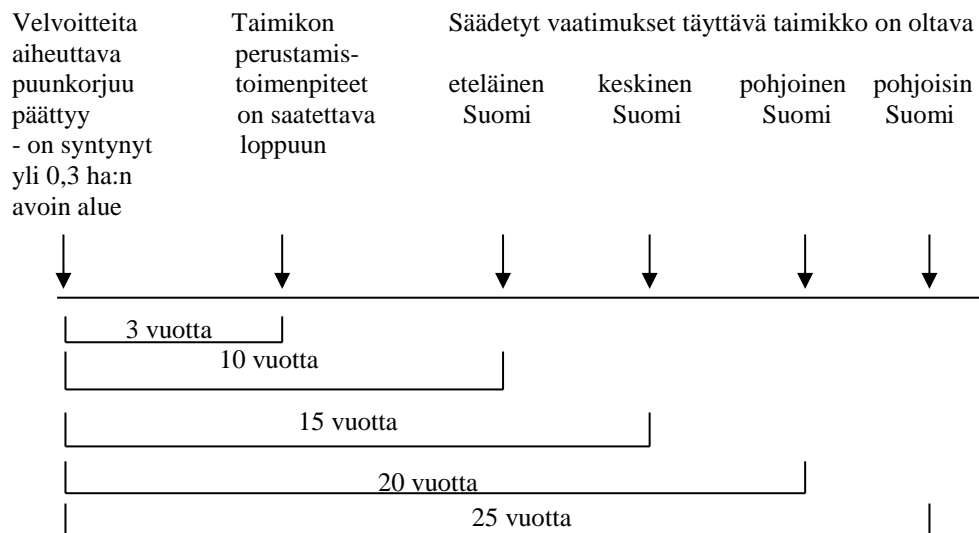 Velvoitteita
aiheuttava
puunkorjuu
päättyy
- on syntynyt
yli 0,3 ha:n
avoin alue
Taimikon
perustamis-
toimenpiteet
on saatettava
loppuun
Säädetyt vaatimukset täyttävä taimikko on oltava
eteläinen
Suomi
keskinen
Suomi
pohjoinen
Suomi
pohjoisin
Suomi
3 vuotta
10 vuotta
15 vuotta
20 vuotta
25 vuotta